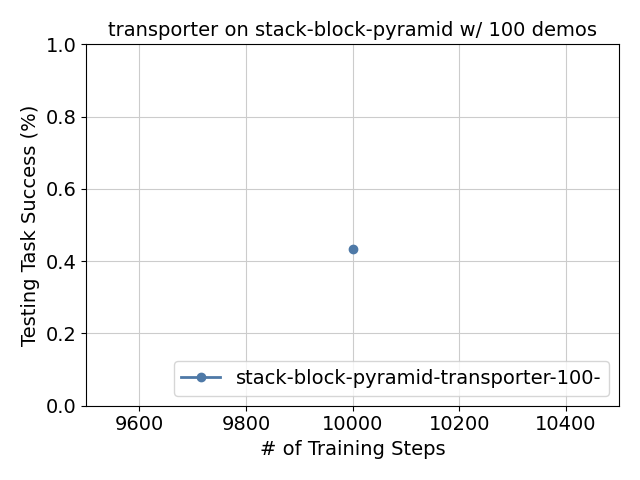 transporter on stack-block-pyramid w/ 100 demos
1.0
0.8
0.6
0.4
0.2
0.0
Testing Task Success (%)
stack-block-pyramid-transporter-100-
9600 9800 10000 10200 10400
# of Training Steps